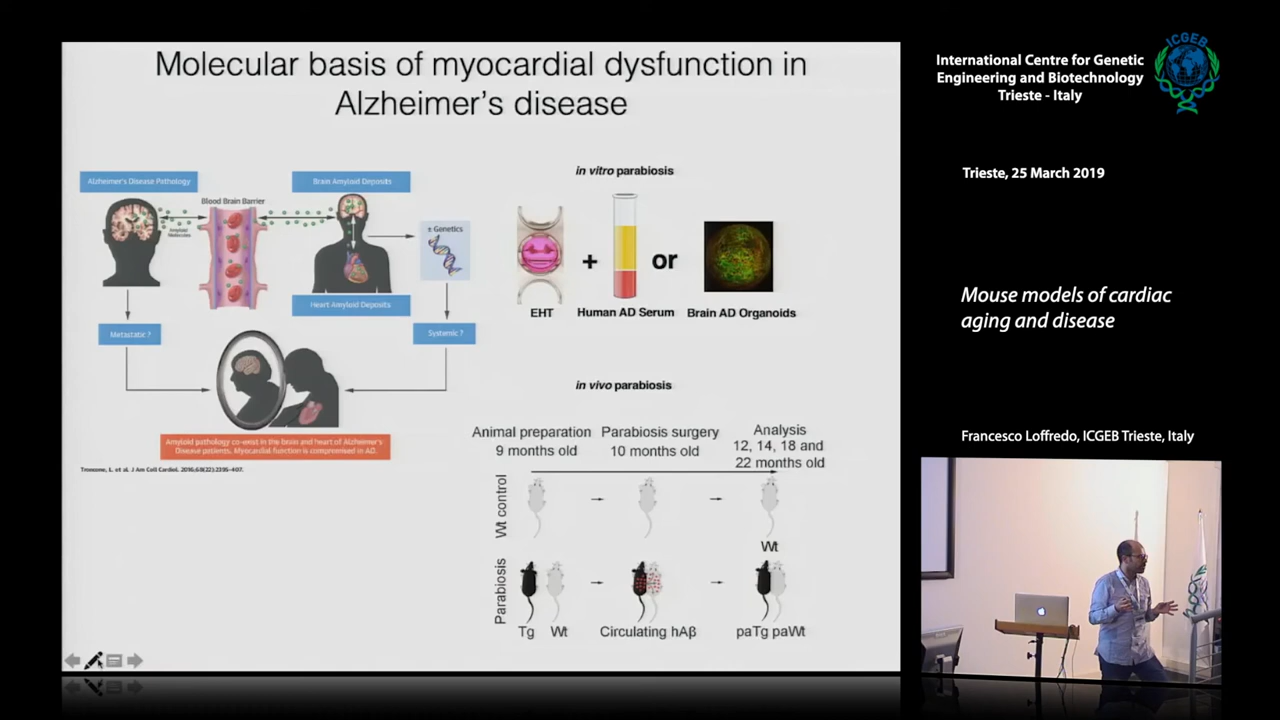 Molecular basis of myocardial dysfunction in
Alzheimer's disease
Alzheimer's Disease Pathology
Brain Amyloid Deposits
Blood Brain Barrier
Amyloid
Molecules
± Genetics
Heart Amyloid Deposits
Metastatic ?
Systemic ?
Amyloid pathology co-exist in the brain and heart of Alzheimer's
Disease patients. Myocardial function is compromised in AD.
Troncone, L. et al. J Am Coll Cardiol. 2016;68(22):2395-407.
in vitro parabiosis
+
or
EHT
Human AD Serum
Brain AD Organoids
in vivo parabiosis
Animal preparation
9 months old
Parabiosis surgery
10 months old
Analysis
12, 14, 18 and
22 months old
Wt control
Wt
Parabiosis
Tg
Wt
Circulating hAβ
paTg paWt
ICGEB
International Centre for Genetic
Engineering and Biotechnology
Trieste - Italy
Trieste, 25 March 2019
Mouse models of cardiac
aging and disease
Francesco Loffredo, ICGEB Trieste, Italy